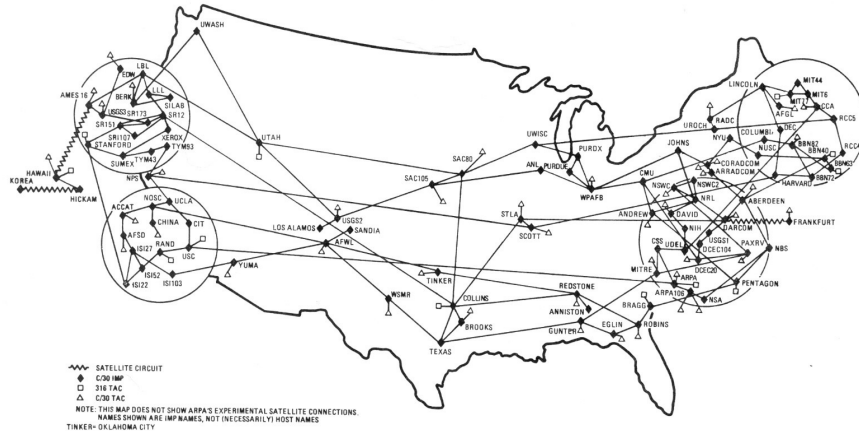 UWASH
LBL
EDW
LLL
AMES 16
BERK
SILAB
USGS3
SR173
SR12
SR151
SRI107
XEROX
STANFORD
TYM93
TYM43
SUMEX
NPS
HAWAII
KOREA
HICKAM
UTAH
NOSC
UCLA
ACCAT
CHINA
CIT
AFSD
RAND
ISI27
USC
ISI52
ISI22
ISI103
YUMA
LOS ALAMOS
USGS2
SANDIA
AFWL
WSMR
TINKER
COLLINS
BROOKS
TEXAS
SAC80
SAC105
UWISC
PURDX
ANL
PURDUE
WPAFB
STLA
SCOTT
REDSTONE
ANNISTON
GUNTER
EGLIN
ROBINS
BRAGG
LINCOLN
MIT44
MIT6
MIT77
AFGL
CCA
RCC5
DEC
RADC
UROCH
COLUMBIA
NYU
BBN82
NUSC
BBN40
BBN63
BBN72
HARVARD
JOHNS
CORADCOM
ARRADCOM
CMU
NSWC
NSWC2
NRL
ABERDEEN
ANDREW
DAVID
DARCOM
FRANKFURT
NIH
USGS1
CSS
UDEL
DCEC104
PAXRV
NBS
DCEC20
MITRE
ARPA
ARPA106
NSA
PENTAGON
SATELLITE CIRCUIT
C/30 IMP
316 TAC
C/30 TAC
NOTE: THIS MAP DOES NOT SHOW ARPA'S EXPERIMENTAL SATELLITE CONNECTIONS
NAMES SHOWN ARE IMP NAMES, NOT (NECESSARILY) HOST NAMES
TINKER= OKLAHOMA CITY